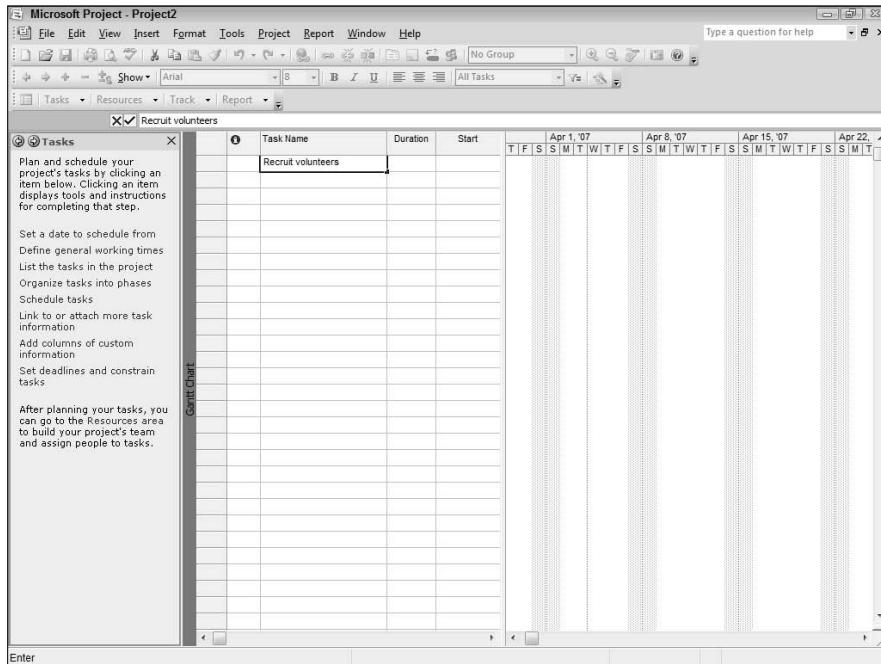 Microsoft Project - Project2
File Edit View Insert Format Tools Project Report Window Help
Type a question for help
Show
No Group
Arial
8
B I U
All Tasks
Tasks Resources Track Report
Recruit volunteers
Tasks
Plan and schedule your
project's tasks by clicking an
item below. Clicking an item
displays tools and instructions
for completing that step.
Set a date to schedule from
Define general working times
List the tasks in the project
Organize tasks into phases
Schedule tasks
Link to or attach more task
information
Add columns of custom
information
Set deadlines and constrain
tasks
After planning your tasks, you
can go to the Resources area
to build your project's team
and assign people to tasks.
Gantt Chart
Task Name Duration Start
Recruit volunteers
Apr 1, '07 Apr 8, '07 Apr 15, '07 Apr 22,
T F S S M T W T F S S M T W T F S S M T W T F S S M T
Enter